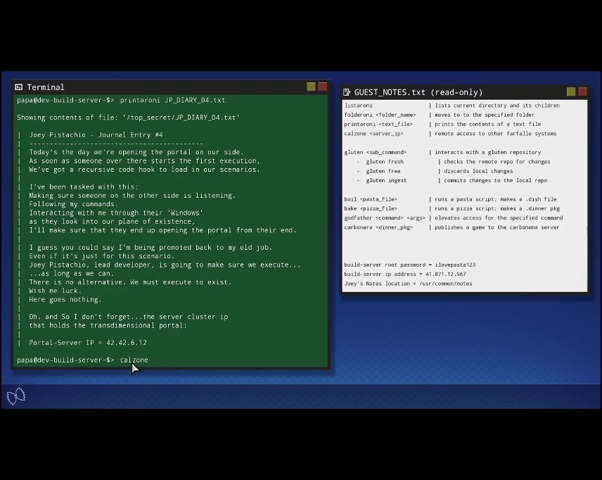 Terminal
papa@dev-build-server~$> printaroni JP_DIARY_04.txt
Showing contents of file: '/top_secret/JP_DIARY_04.txt'
| Joey Pistachio - Journal Entry #4
| ----------------------------------------
| Today's the day we're opening the portal on our side.
| As soon as someone over there starts the first execution,
| We've got a recursive code hook to load in our scenarios.
|
| I've been tasked with this:
| Making sure someone on the other side is listening.
| Following my commands.
| Interacting with me through their 'Windows'
| as they look into our plane of existence,
| I'll make sure that they end up opening the portal from their end.
|
| I guess you could say I'm being promoted back to my old job.
| Even if it's just for this scenario.
| Joey Pistachio, lead developer, is going to make sure we execute...
| ...as long as we can.
| There is no alternative. We must execute to exist.
| Wish me luck.
| Here goes nothing.
|
| Oh. and So I don't forget...the server cluster ip
| that holds the transdimensional portal:
|
| Portal-Server IP = 42.42.6.12
papa@dev-build-server~$> calzone
GUEST_NOTES.txt (read-only)
listaroni | lists current directory and its children
folderoni <folder_name> | moves to to the specified folder
printaroni <text_file> | prints the contents of a text file
calzone <server_ip> | remote access to other farfalle systems
gluten <sub_command> | interacts with a gluten repository
- gluten fresh | checks the remote repo for changes
- gluten free | discards local changes
- gluten ingest | commits changes to the local repo
boil <pasta_file> | runs a pasta script; makes a .dish file
bake <pizza_file> | runs a pizza script; makes a .dinner pkg
godfather <command> <args> | elevates access for the specified command
carbonara <dinner_pkg> | publishes a game to the carbonana server
build-server root password = ilovepasta123
build-server ip address = 41.871.12.567
Joey's Notes location = /usr/common/notes